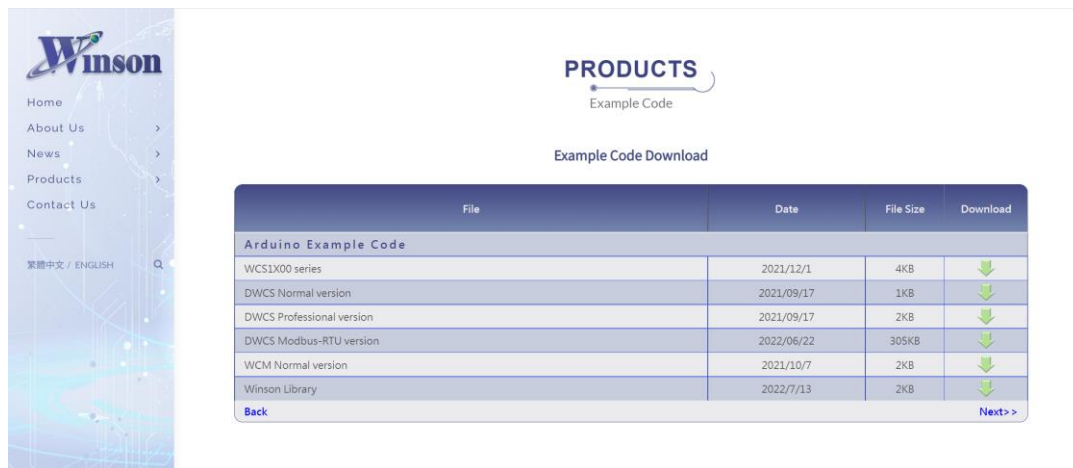 Winson
Home
About Us >
News >
Products >
Contact Us
繁體中文 / ENGLISH
PRODUCTS
Example Code
Example Code Download
File Date File Size Download
Arduino Example Code
WCS1X00 series 2021/12/1 4KB
DWCS Normal version 2021/09/17 1KB
DWCS Professional version 2021/09/17 2KB
DWCS Modbus-RTU version 2022/06/22 305KB
WCM Normal version 2021/10/7 2KB
Winson Library 2022/7/13 2KB
Back Next>>